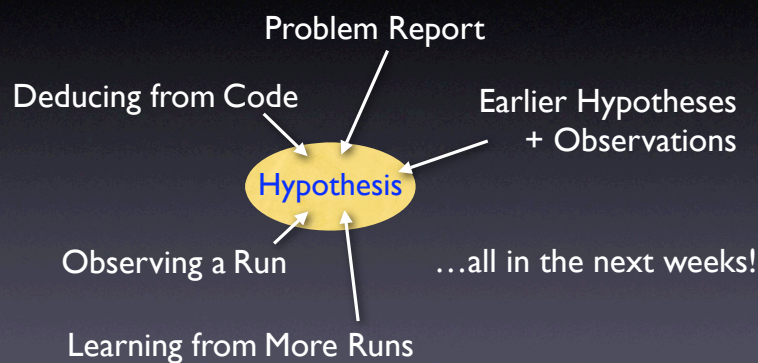 Problem Report
Deducing from Code
Earlier Hypotheses
+ Observations
Hypothesis
Observing a Run
…all in the next weeks!
Learning from More Runs